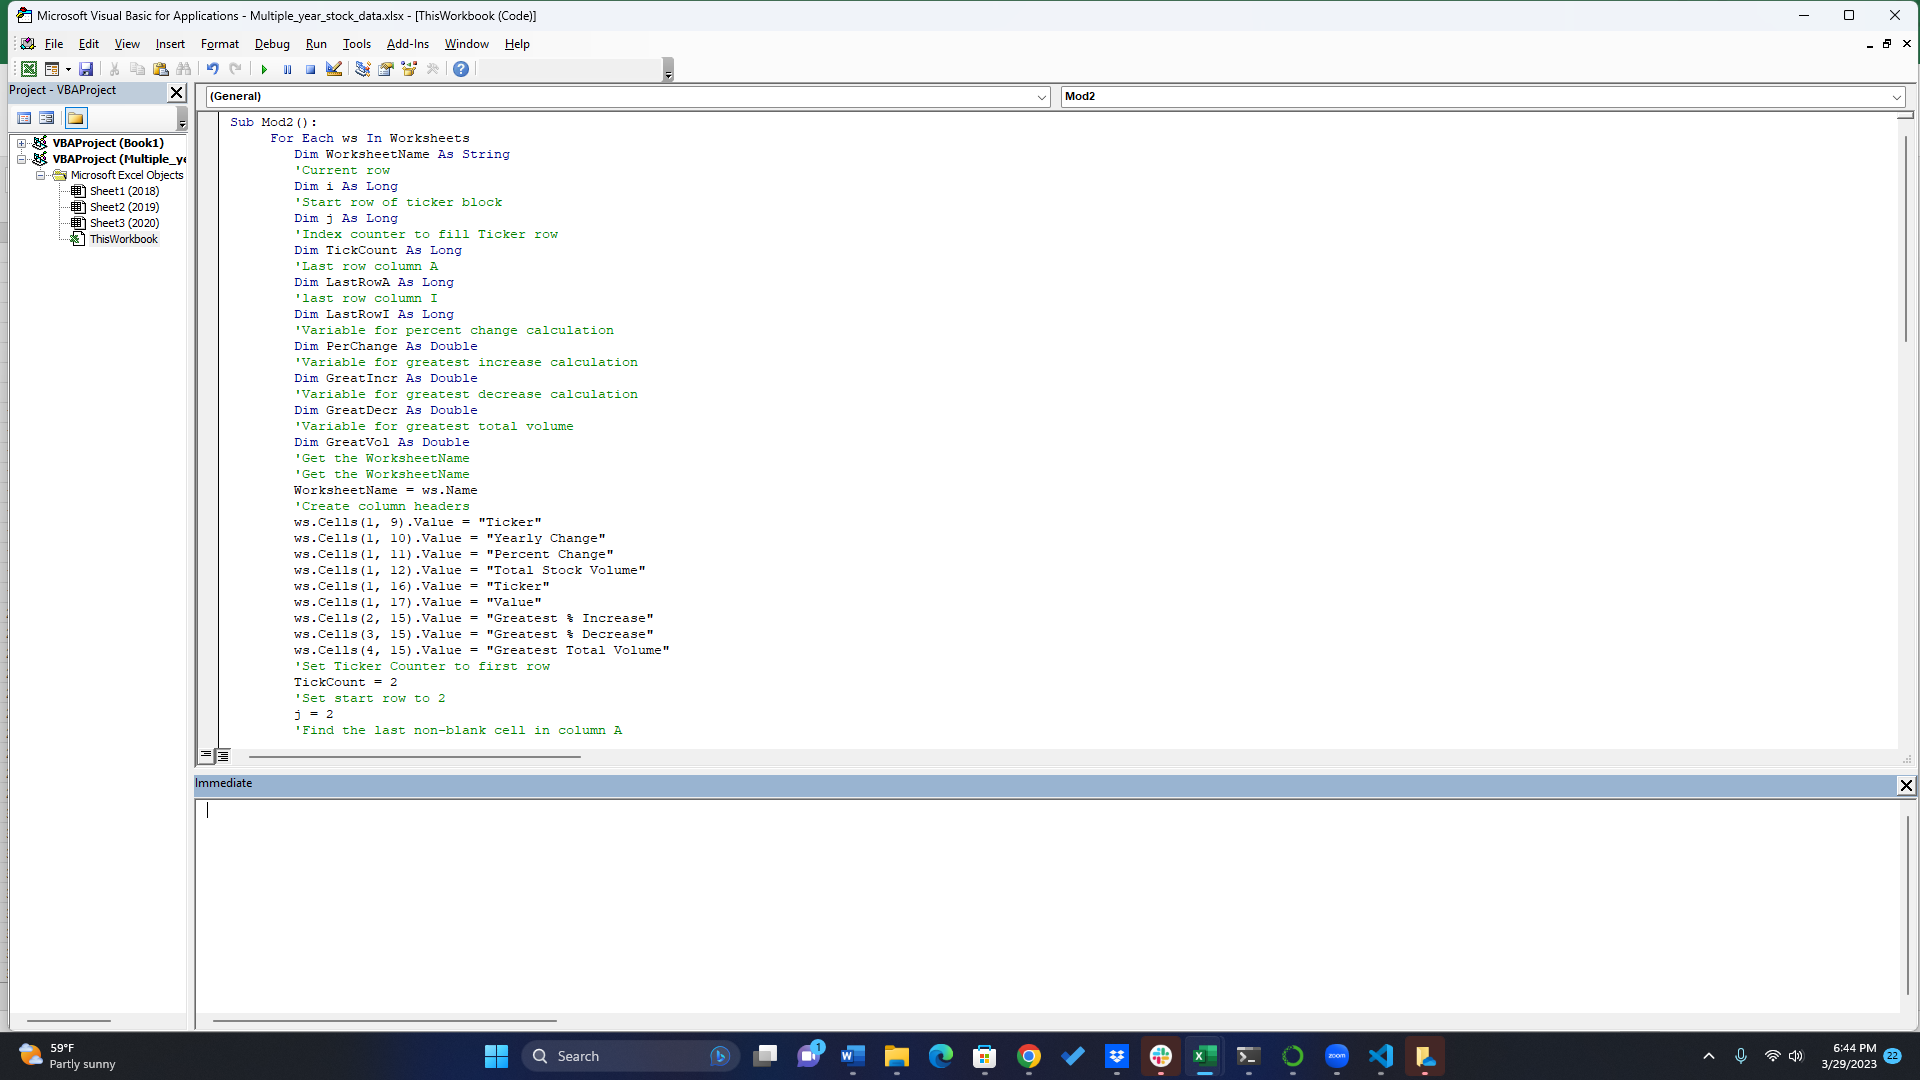 Microsoft Visual Basic for Applications - Multiple_year_stock_data.xlsx - [ThisWorkbook (Code)]
File Edit View Insert Format Debug Run Tools Add-Ins Window Help
Project - VBAProject
VBAProject (Book1)
VBAProject (Multiple_ye
Microsoft Excel Objects
Sheet1 (2018)
Sheet2 (2019)
Sheet3 (2020)
ThisWorkbook
(General)
Mod2
Sub Mod2():
For Each ws In Worksheets
Dim WorksheetName As String
'Current row
Dim i As Long
'Start row of ticker block
Dim j As Long
'Index counter to fill Ticker row
Dim TickCount As Long
'Last row column A
Dim LastRowA As Long
'last row column I
Dim LastRowI As Long
'Variable for percent change calculation
Dim PerChange As Double
'Variable for greatest increase calculation
Dim GreatIncr As Double
'Variable for greatest decrease calculation
Dim GreatDecr As Double
'Variable for greatest total volume
Dim GreatVol As Double
'Get the WorksheetName
'Get the WorksheetName
WorksheetName = ws.Name
'Create column headers
ws.Cells(1, 9).Value = "Ticker"
ws.Cells(1, 10).Value = "Yearly Change"
ws.Cells(1, 11).Value = "Percent Change"
ws.Cells(1, 12).Value = "Total Stock Volume"
ws.Cells(1, 16).Value = "Ticker"
ws.Cells(1, 17).Value = "Value"
ws.Cells(2, 15).Value = "Greatest % Increase"
ws.Cells(3, 15).Value = "Greatest % Decrease"
ws.Cells(4, 15).Value = "Greatest Total Volume"
'Set Ticker Counter to first row
TickCount = 2
'Set start row to 2
j = 2
'Find the last non-blank cell in column A
Immediate
59°F
Partly sunny
Search
1
zoom
6:44 PM
3/29/2023
22